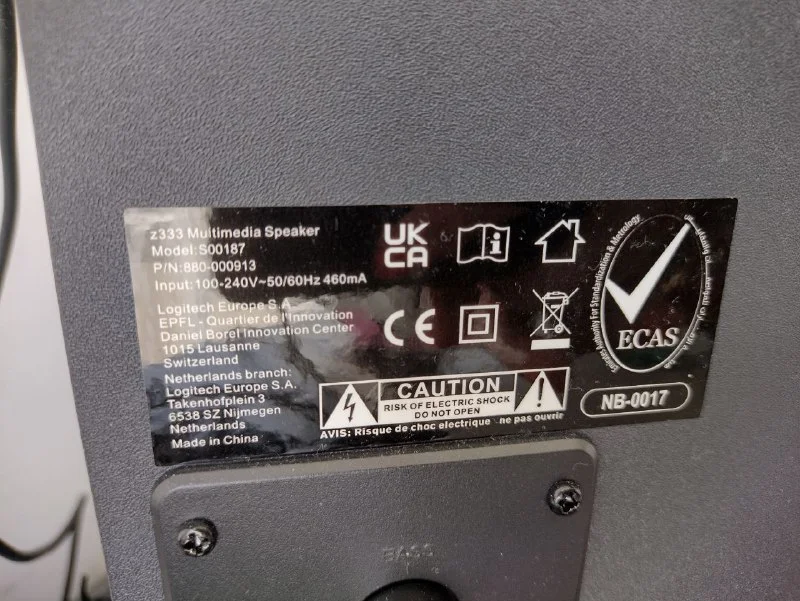 z333 Multimedia Speaker
Model:S00187
P/N:880-000913
Input:100-240V~50/60Hz 460mA
Logitech Europe S.A.
EPFL - Quartier de l'Innovation
Daniel Borel Innovation Center
1015 Lausanne
Switzerland
Netherlands branch:
Logitech Europe S.A.
Takenhofplein 3
6538 SZ Nijmegen
Netherlands
Made in China
UK
CA
CE
CAUTION
RISK OF ELECTRIC SHOCK
DO NOT OPEN
AVIS: Risque de choc electrique ne pas ouvrir
Authority For Standardization & Metrology
ECAS
NB-0017
BASS